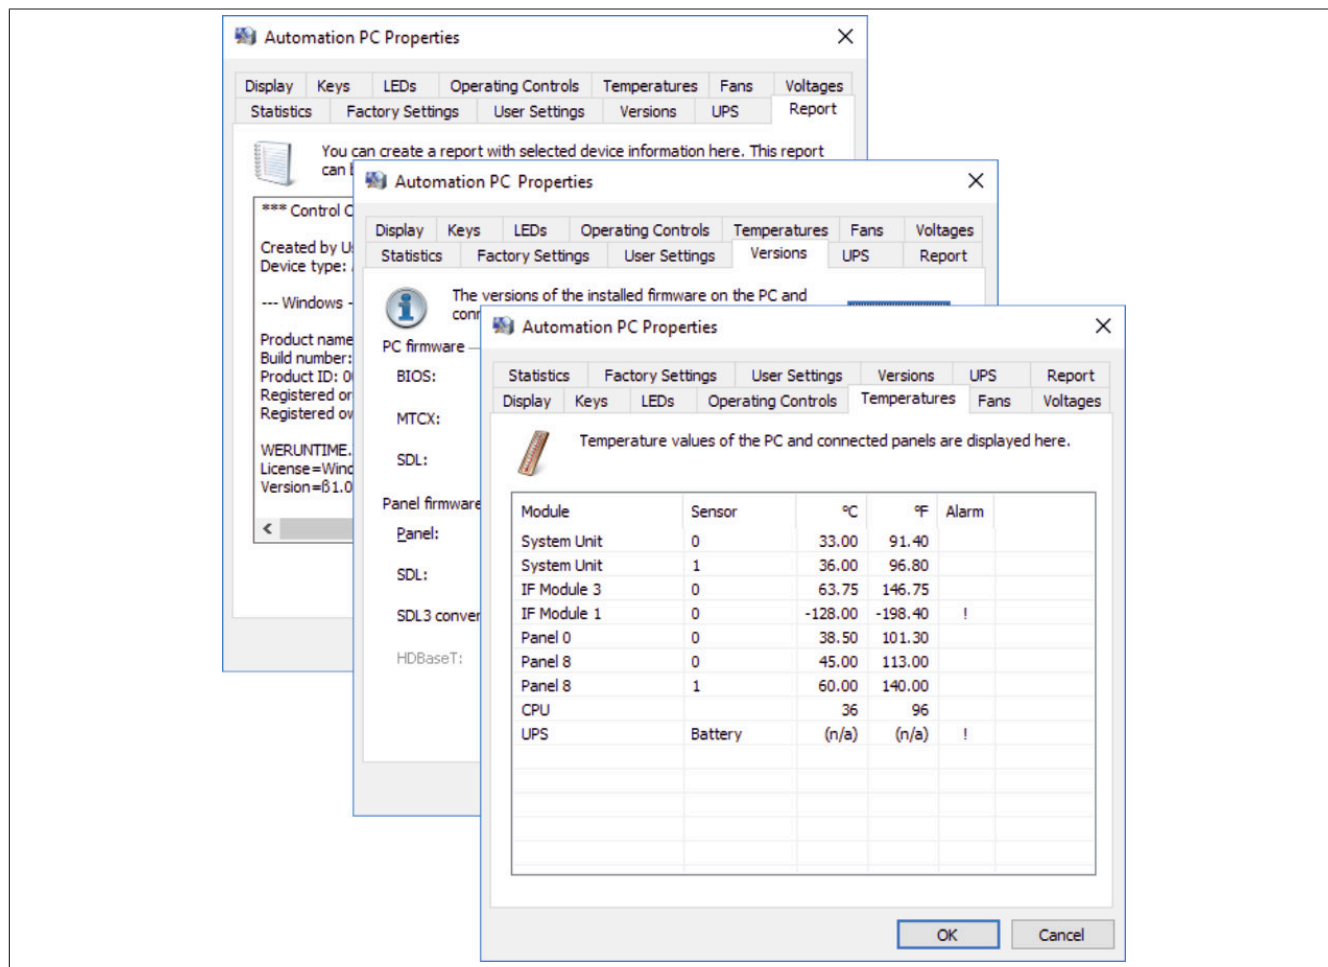 Automation PC Properties
Display Keys LEDs Operating Controls Temperatures Fans Voltages
Statistics Factory Settings User Settings Versions UPS Report
You can create a report with selected device information here. This report
can
*** Control
Created by
Device type:
--- Windows -
Product name
Build number:
Product ID:
Registered
Registered
WERUNTIME.
License=
Version=ß1.0
Automation PC Properties
Display Keys LEDs Operating Controls Temperatures Fans Voltages
Statistics Factory Settings User Settings Versions UPS Report
The versions of the installed firmware on the PC and
PC firmware
BIOS:
MTCX:
SDL:
Panel firmware
Panel:
SDL:
SDL3
HDBaseT:
Automation PC Properties
Statistics Factory Settings User Settings Versions UPS Report
Display Keys LEDs Operating Controls Temperatures Fans Voltages
Temperature values of the PC and connected panels are displayed here.
Module Sensor °C °F Alarm
System Unit 0 33.00 91.40
System Unit 1 36.00 96.80
IF Module 3 0 63.75 146.75
IF Module 1 0 -128.00 -198.40 !
Panel 0 0 38.50 101.30
Panel 8 0 45.00 113.00
Panel 8 1 60.00 140.00
CPU 36 96
UPS Battery (n/a) (n/a) !
OK Cancel